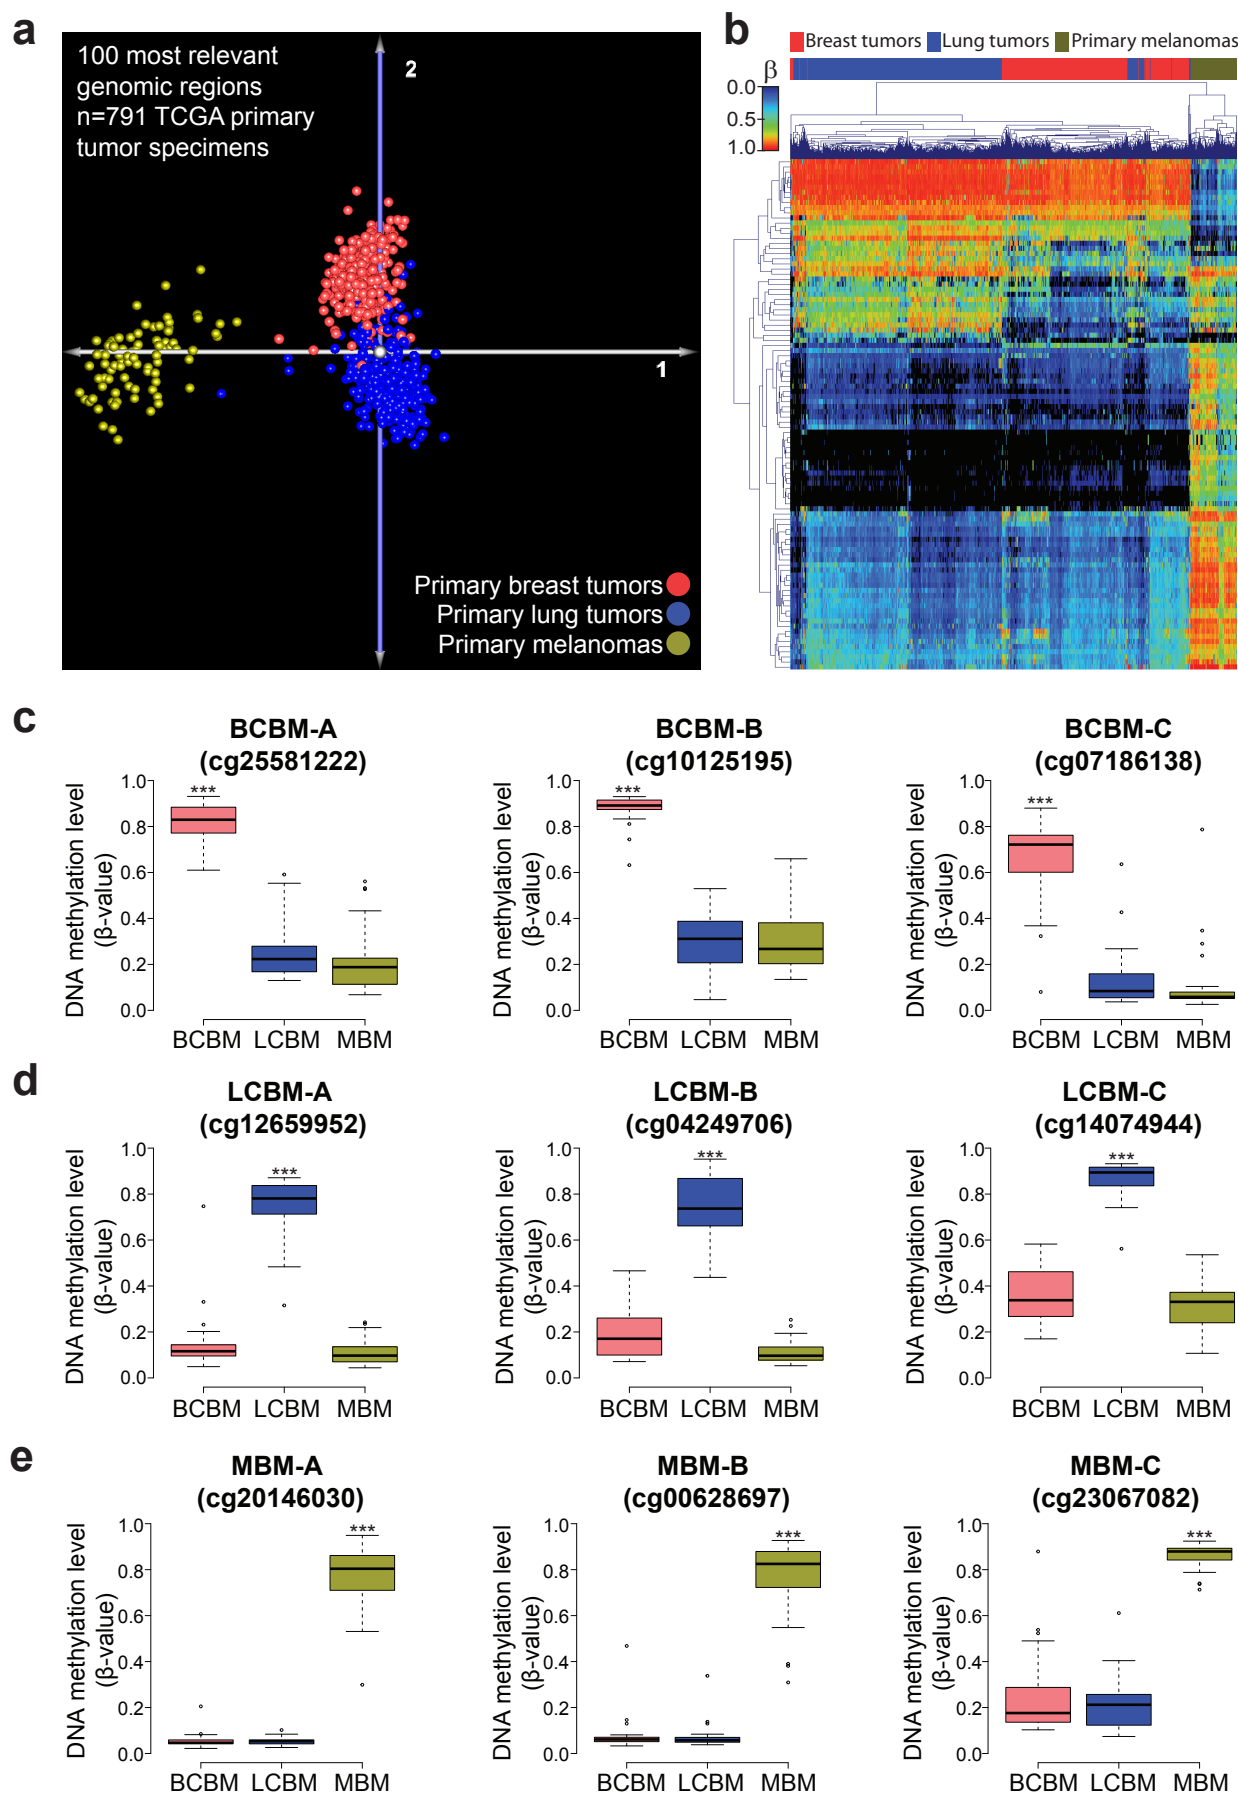 a
100 most relevant
genomic regions
n=791 TCGA primary
tumor specimens
2
1
Primary breast tumors
Primary lung tumors
Primary melanomas
b
Breast tumors Lung tumors Primary melanomas
β
0.0
0.5
1.0
c
BCBM-A
(cg25581222)
DNA methylation level
(β-value)
1.0
0.8
0.6
0.4
0.2
0.0
***
BCBM LCBM MBM
BCBM-B
(cg10125195)
DNA methylation level
(β-value)
1.0
0.8
0.6
0.4
0.2
0.0
***
BCBM LCBM MBM
BCBM-C
(cg07186138)
DNA methylation level
(β-value)
1.0
0.8
0.6
0.4
0.2
0.0
***
BCBM LCBM MBM
d
LCBM-A
(cg12659952)
DNA methylation level
(β-value)
1.0
0.8
0.6
0.4
0.2
0.0
***
BCBM LCBM MBM
LCBM-B
(cg04249706)
DNA methylation level
(β-value)
1.0
0.8
0.6
0.4
0.2
0.0
***
BCBM LCBM MBM
LCBM-C
(cg14074944)
DNA methylation level
(β-value)
1.0
0.8
0.6
0.4
0.2
0.0
***
BCBM LCBM MBM
e
MBM-A
(cg20146030)
DNA methylation level
(β-value)
1.0
0.8
0.6
0.4
0.2
0.0
***
BCBM LCBM MBM
MBM-B
(cg00628697)
DNA methylation level
(β-value)
1.0
0.8
0.6
0.4
0.2
0.0
***
BCBM LCBM MBM
MBM-C
(cg23067082)
DNA methylation level
(β-value)
1.0
0.8
0.6
0.4
0.2
0.0
***
BCBM LCBM MBM